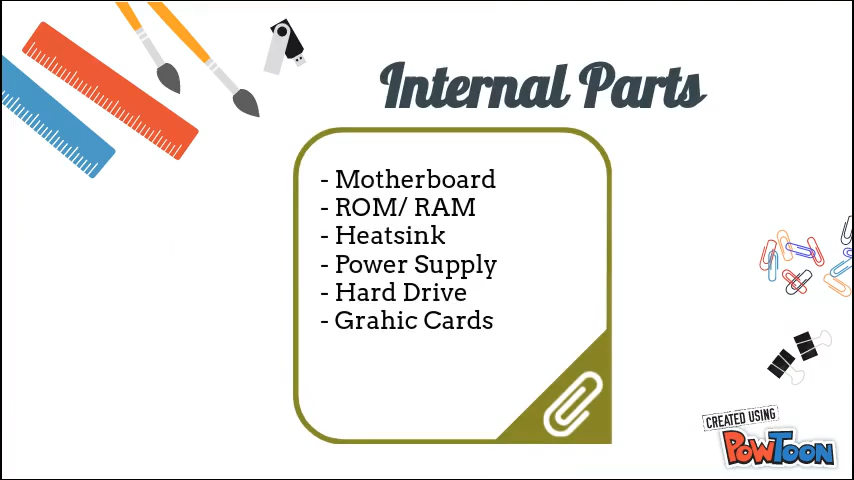 Internal Parts
- Motherboard
- ROM/ RAM
- Heatsink
- Power Supply
- Hard Drive
- Grahic Cards
CREATED USING
POWTOON